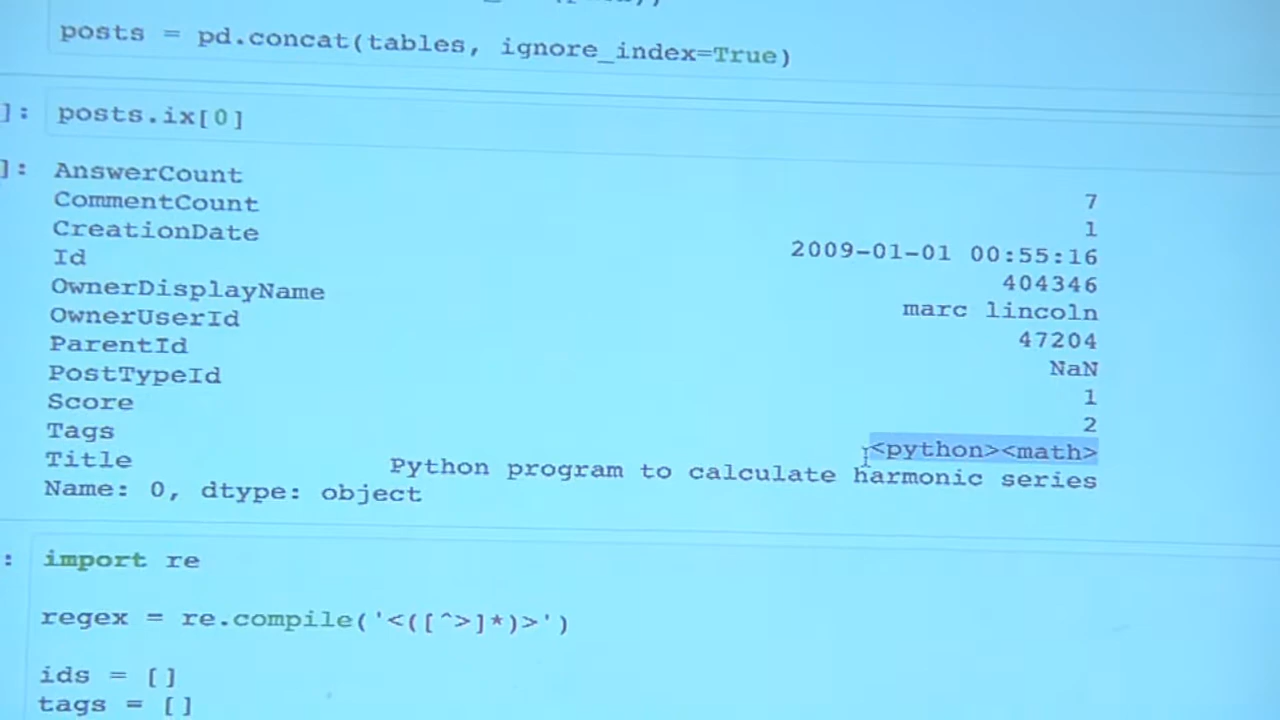 posts = pd.concat(tables, ignore_index=True)
]: posts.ix[0]
]: AnswerCount 7
CommentCount 1
CreationDate 2009-01-01 00:55:16
Id 404346
OwnerDisplayName marc lincoln
OwnerUserId 47204
ParentId NaN
PostTypeId 1
Score 2
Tags <python><math>
Title Python program to calculate harmonic series
Name: 0, dtype: object
: import re
regex = re.compile('<([^>]*)>')
ids = []
tags = []